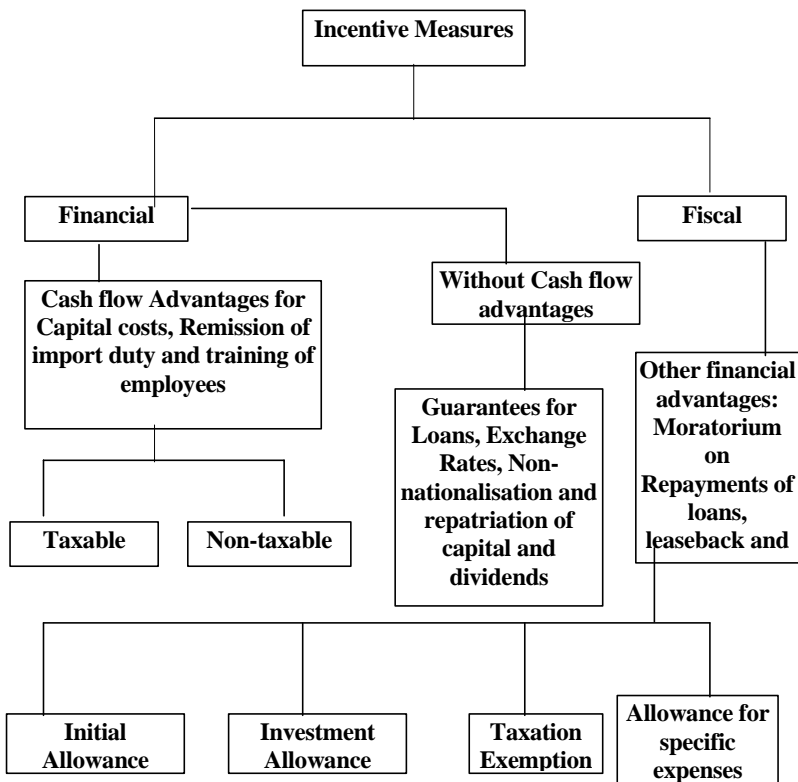 Incentive Measures
Financial
Fiscal
Cash flow Advantages for
Capital costs, Remission of
import duty and training of
employees
Without Cash flow
advantages
Other financial
advantages:
Moratorium
on
Repayments of
loans,
leaseback and
Guarantees for
Loans, Exchange
Rates, Non-
nationalisation and
repatriation of
capital and
dividends
Taxable
Non-taxable
Initial
Allowance
Investment
Allowance
Taxation
Exemption
Allowance for
specific
expenses